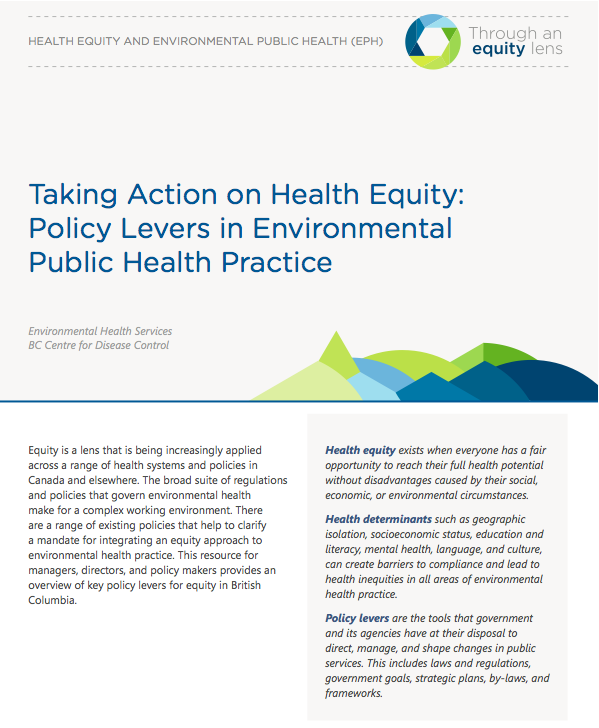 HEALTH EQUITY AND ENVIRONMENTAL PUBLIC HEALTH (EPH)
Through an
equity lens
Taking Action on Health Equity:
Policy Levers in Environmental
Public Health Practice
Environmental Health Services
BC Centre for Disease Control
Equity is a lens that is being increasingly applied
across a range of health systems and policies in
Canada and elsewhere. The broad suite of regulations
and policies that govern environmental health
make for a complex working environment. There
are a range of existing policies that help to clarify
a mandate for integrating an equity approach to
environmental health practice. This resource for
managers, directors, and policy makers provides an
overview of key policy levers for equity in British
Columbia.
Health equity exists when everyone has a fair
opportunity to reach their full health potential
without disadvantages caused by their social,
economic, or environmental circumstances.
Health determinants such as geographic
isolation, socioeconomic status, education and
literacy, mental health, language, and culture,
can create barriers to compliance and lead to
health inequities in all areas of environmental
health practice.
Policy levers are the tools that government
and its agencies have at their disposal to
direct, manage, and shape changes in public
services. This includes laws and regulations,
government goals, strategic plans, by-laws, and
frameworks.